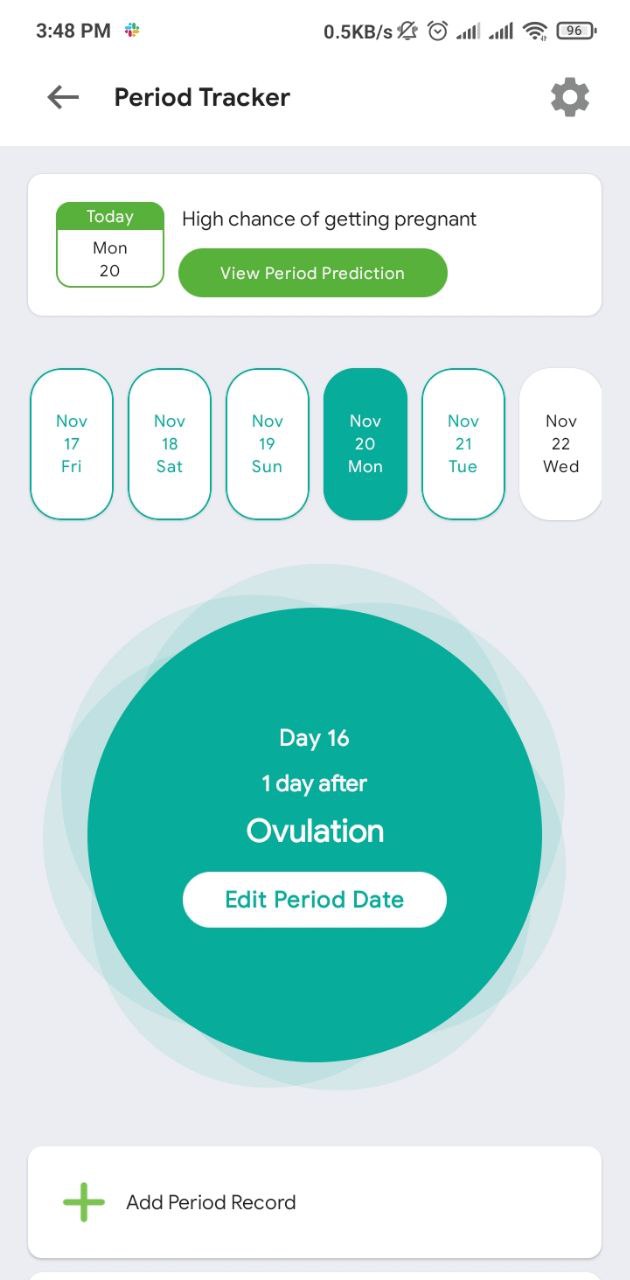 3:48 PM
0.5KB/s
96
Period Tracker
Today
Mon
20
High chance of getting pregnant
View Period Prediction
Nov
17
Fri
Nov
18
Sat
Nov
19
Sun
Nov
20
Mon
Nov
21
Tue
Nov
22
Wed
Day 16
1 day after
Ovulation
Edit Period Date
Add Period Record